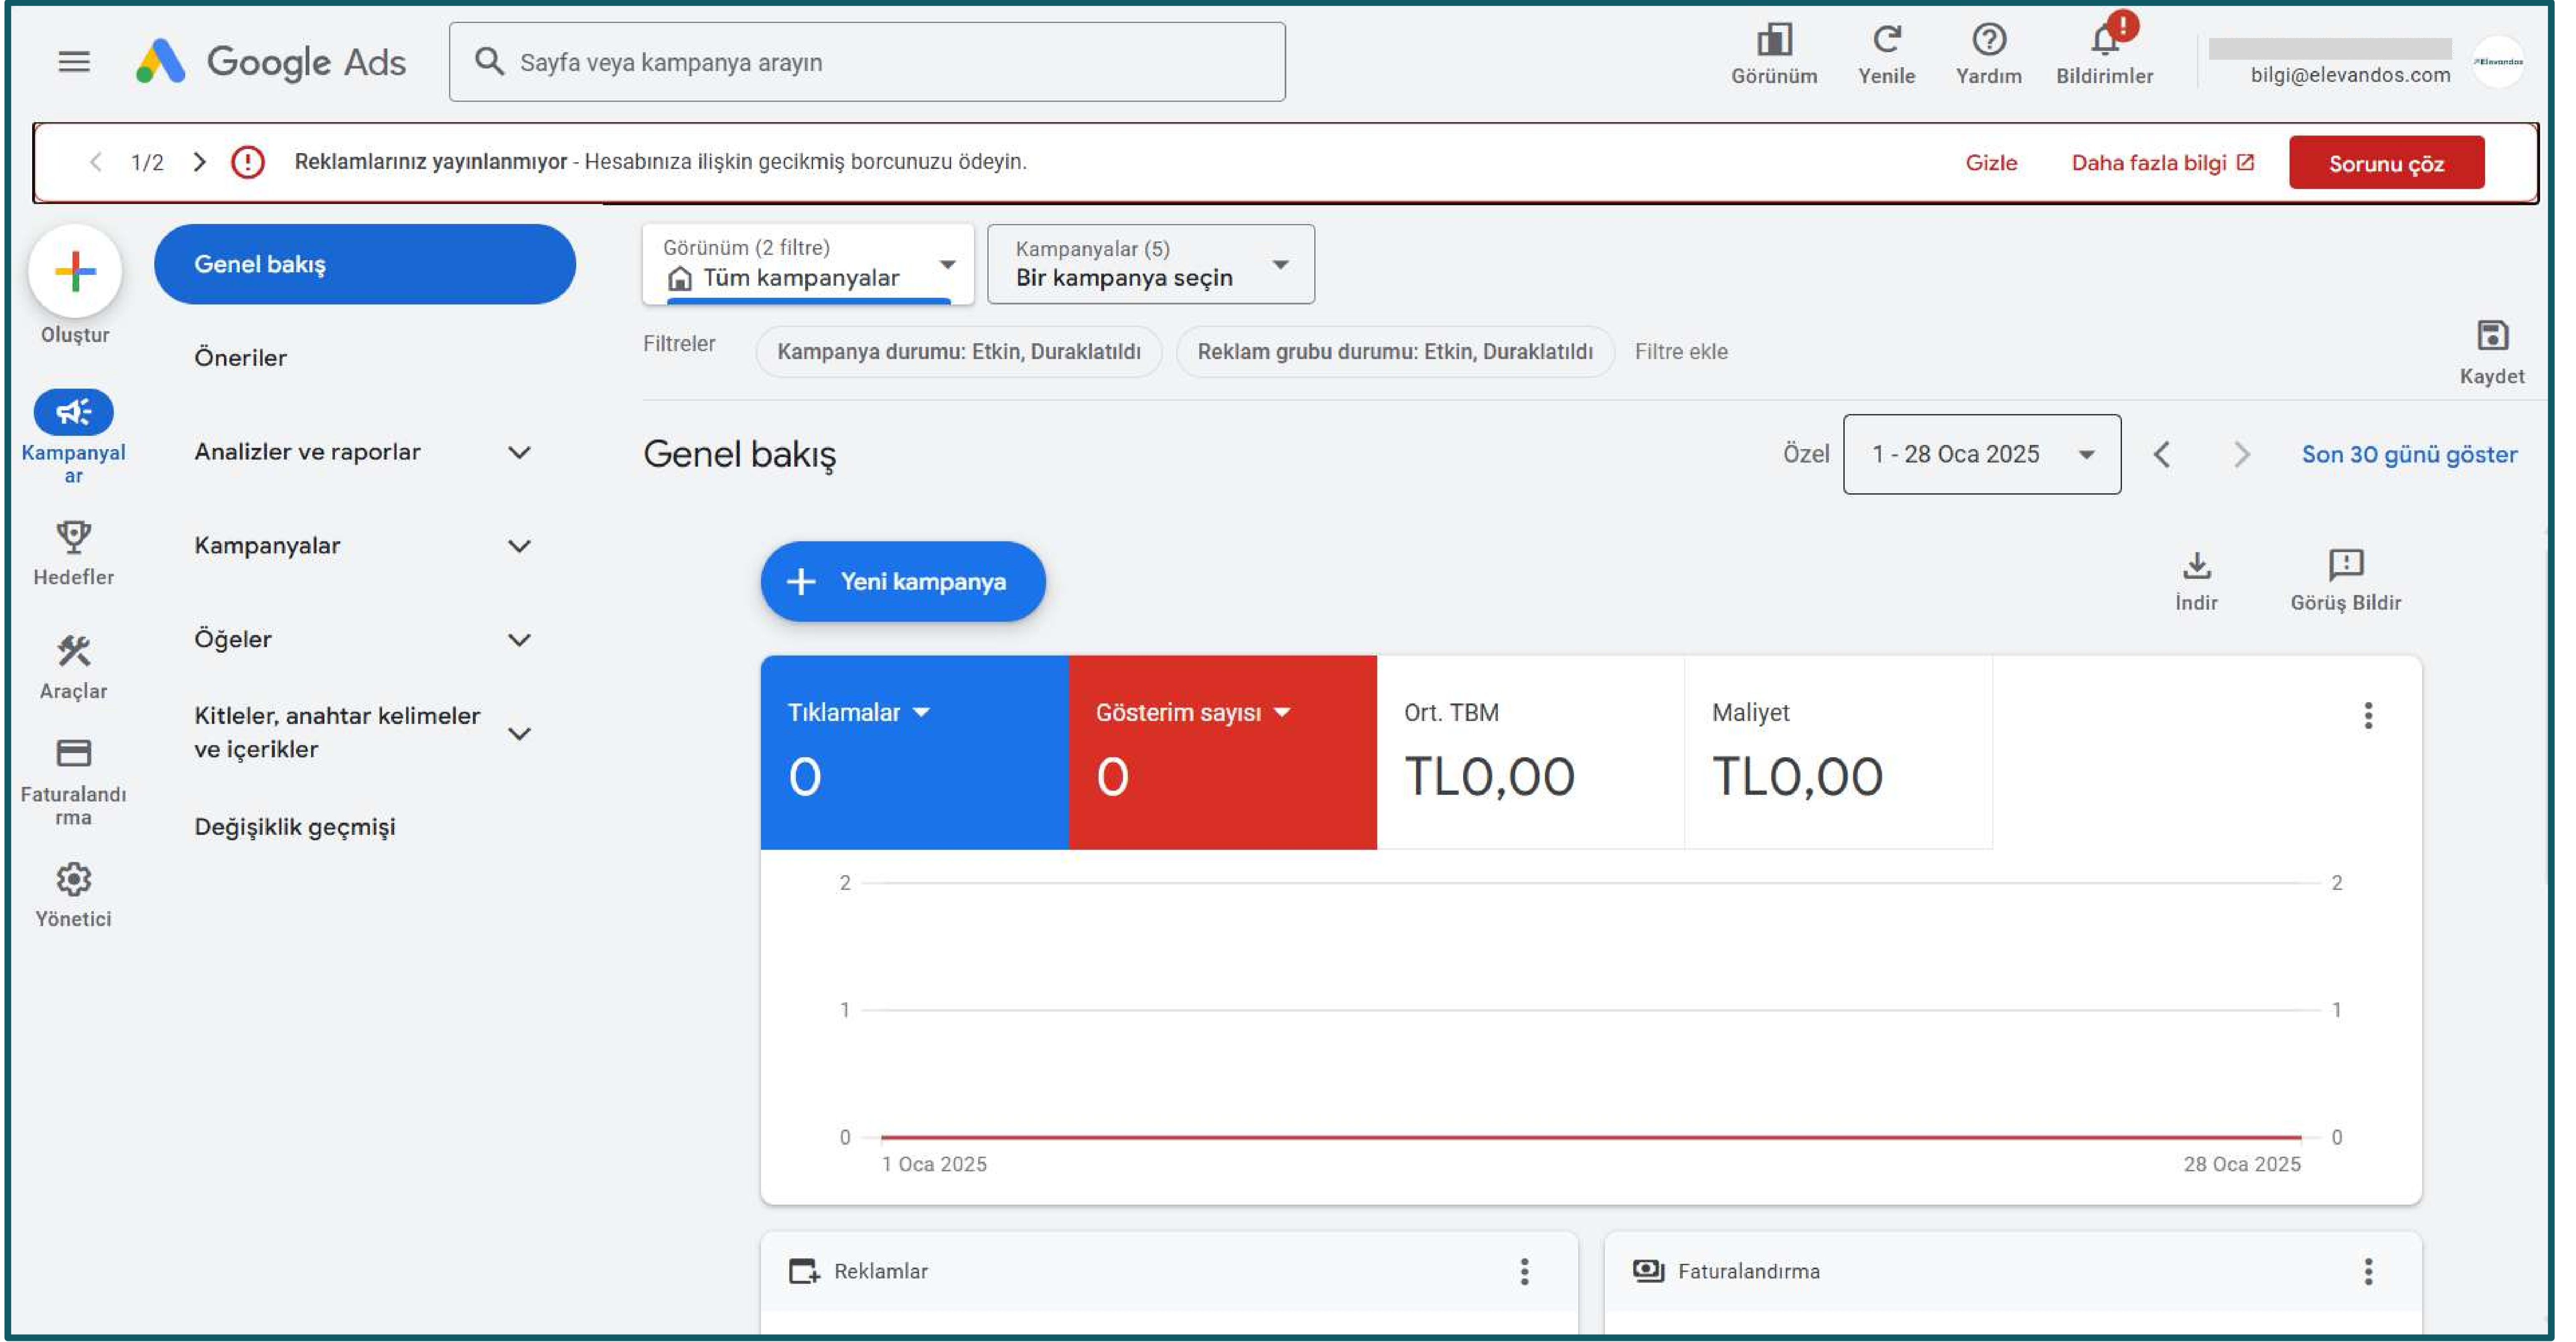 Google Ads
Sayfa veya kampanya arayın
Görünüm
Yenile
Yardım
Bildirimler
bilgi@elevandos.com
Elevandos
1/2
Reklamlarınız yayınlanmıyor - Hesabınıza ilişkin gecikmiş borcunuzu ödeyin.
Gizle
Daha fazla bilgi
Sorunu çöz
Oluştur
Kampanyal
ar
Hedefler
Araçlar
Faturalandı
rma
Yönetici
Genel bakış
Öneriler
Analizler ve raporlar
Kampanyalar
Öğeler
Kitleler, anahtar kelimeler
ve içerikler
Değişiklik geçmişi
Görünüm (2 filtre)
Tüm kampanyalar
Kampanyalar (5)
Bir kampanya seçin
Filtreler
Kampanya durumu: Etkin, Duraklatıldı
Reklam grubu durumu: Etkin, Duraklatıldı
Filtre ekle
Kaydet
Genel bakış
Özel
1 - 28 Oca 2025
Son 30 günü göster
Yeni kampanya
İndir
Görüş Bildir
Tıklamalar
0
Gösterim sayısı
0
Ort. TBM
TL0,00
Maliyet
TL0,00
2
2
1
1
0
0
1 Oca 2025
28 Oca 2025
Reklamlar
Faturalandırma